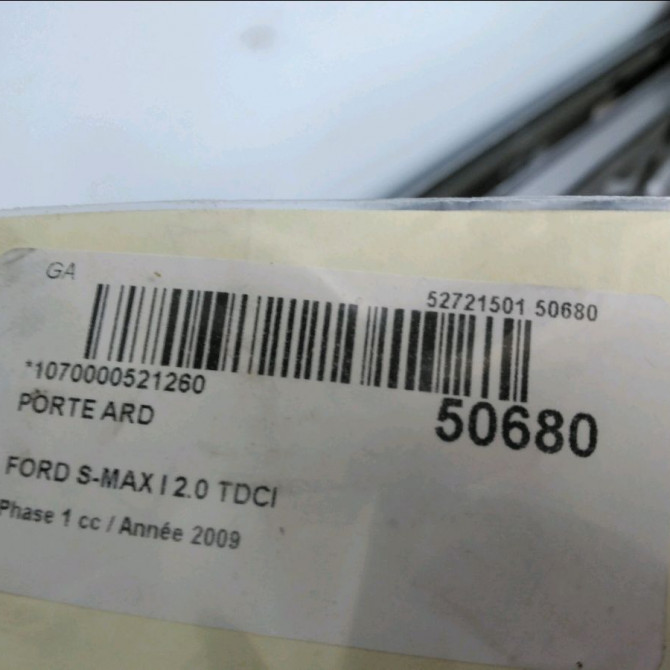 GA
52721501 50680
*1070000521260
50680
PORTE ARD
FORD S-MAX I 2.0 TDCI
Phase 1 cc / Année 2009